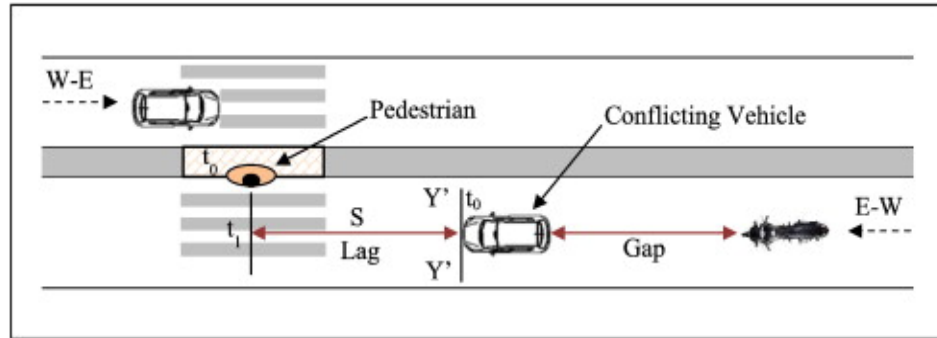 W-E
Pedestrian
Conflicting Vehicle
t0
Y' t0
S
E-W
t1
Lag
Gap
Y'